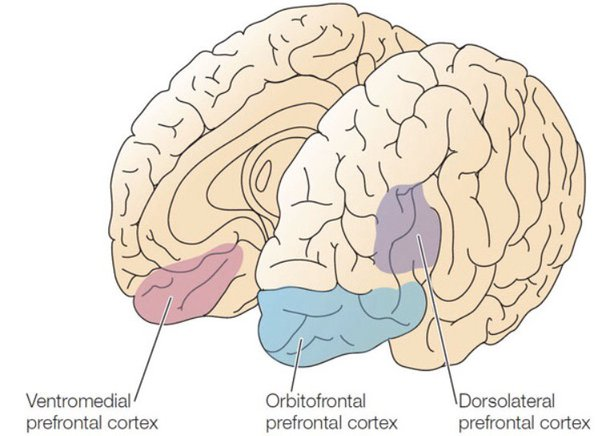 Ventromedial
prefrontal cortex
Orbitofrontal
prefrontal cortex
Dorsolateral
prefrontal cortex